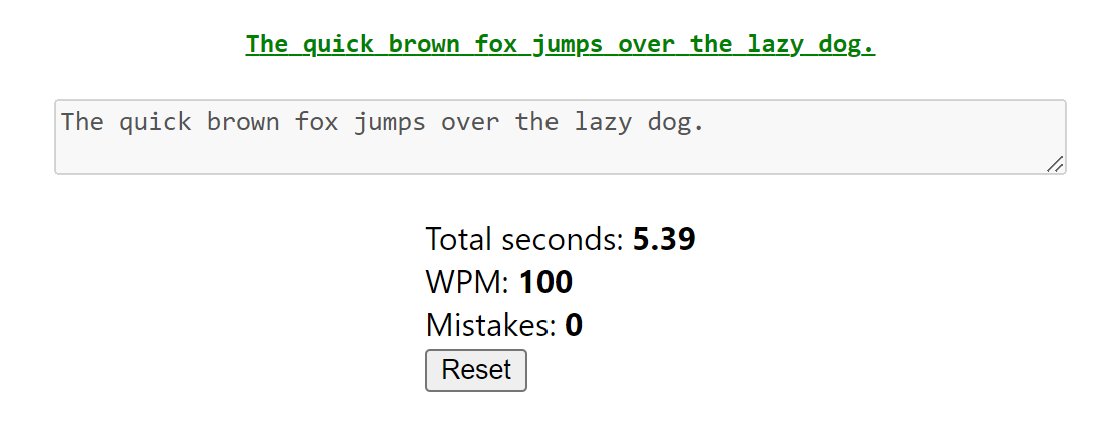 The quick brown fox jumps over the lazy dog.
The quick brown fox jumps over the lazy dog.
Total seconds: 5.39
WPM: 100
Mistakes: 0
Reset